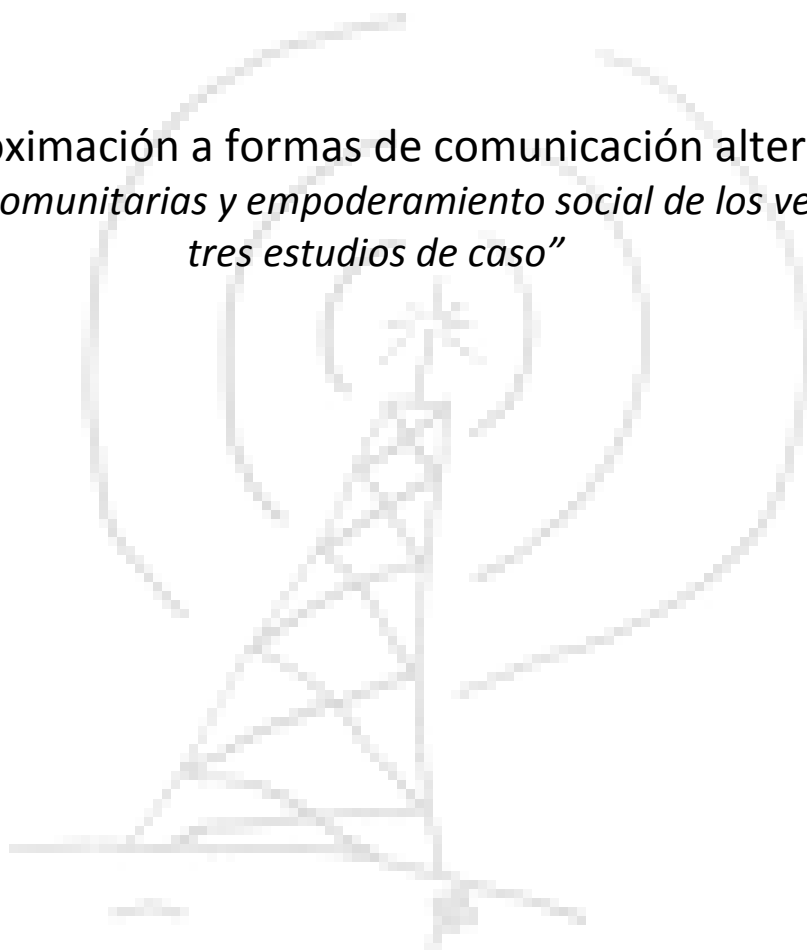 oximación a formas de comunicación alter
omunitarias y empoderamiento social de los ve
tres estudios de caso”